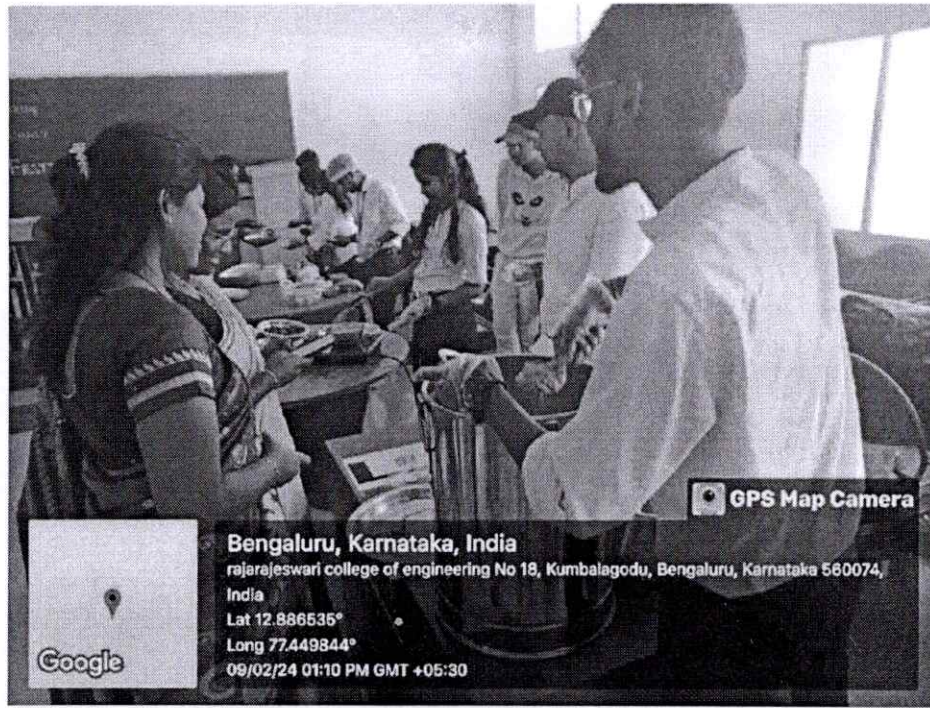 GPS Map Camera
Bengaluru, Karnataka, India
rajarajeswari college of engineering No 18, Kumbalagodu, Bengaluru, Karnataka 560074,
India
Lat 12.886535°
Long 77.449844°
09/02/24 01:10 PM GMT +05:30
Google